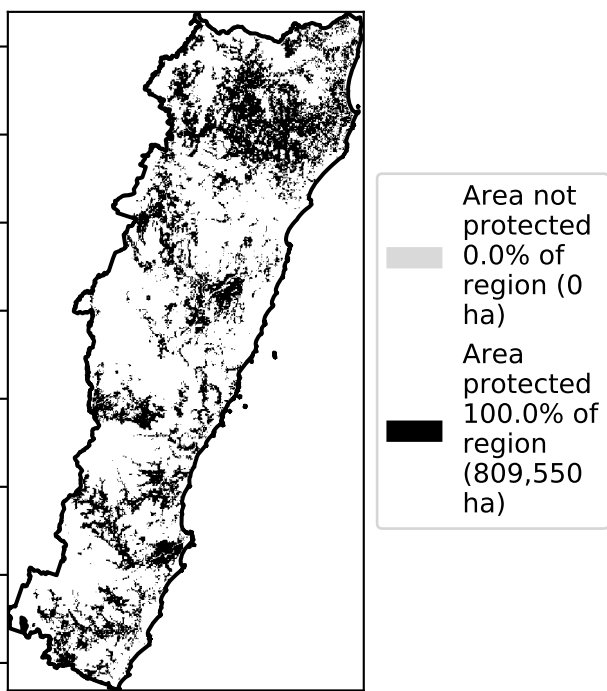 Area not
protected
0.0% of
region (0
ha)
Area
protected
100.0% of
region
(809,550
ha)